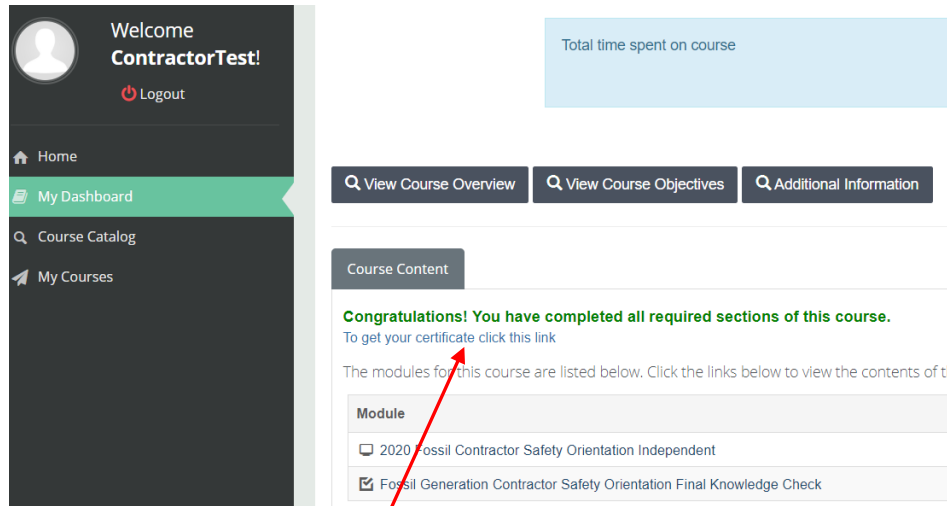 Welcome
ContractorTest!
Logout
Home
My Dashboard
Course Catalog
My Courses
Total time spent on course
View Course Overview
View Course Objectives
Additional Information
Course Content
Congratulations! You have completed all required sections of this course.
To get your certificate click this link
The modules for this course are listed below. Click the links below to view the contents of
Module
2020 Fossil Contractor Safety Orientation Independent
Fossil Generation Contractor Safety Orientation Final Knowledge Check